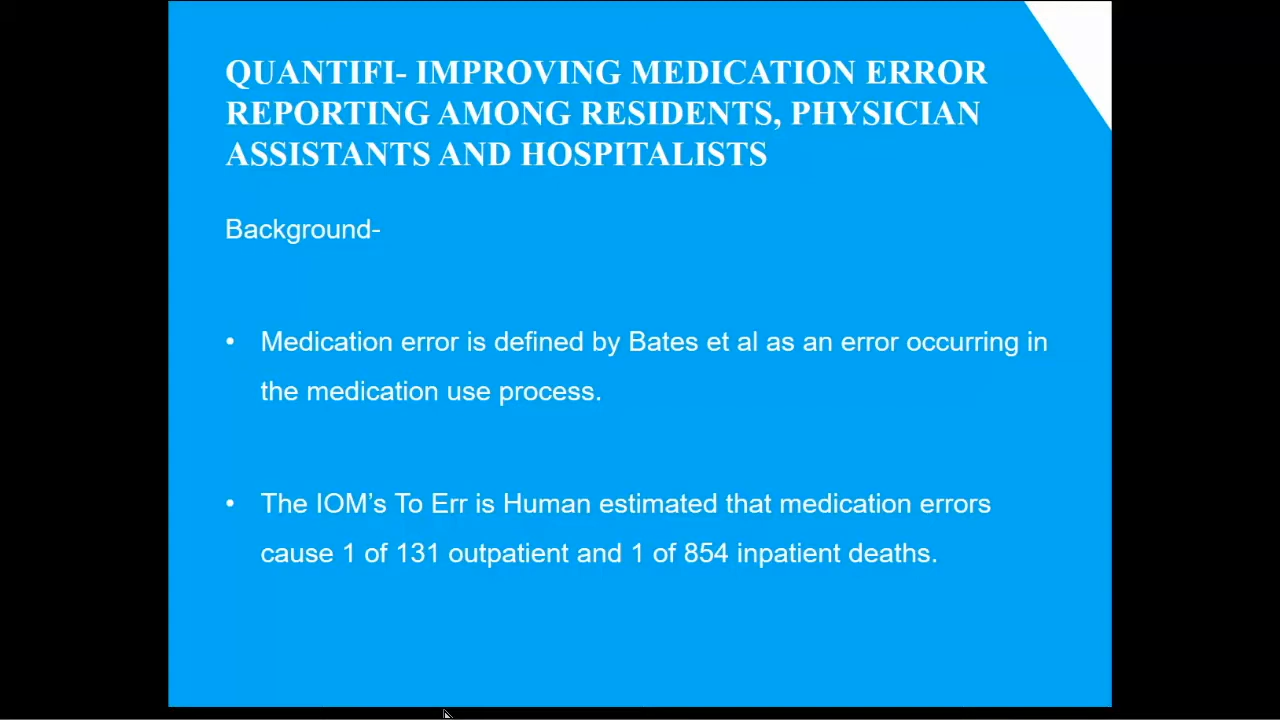 QUANTIFI- IMPROVING MEDICATION ERROR
REPORTING AMONG RESIDENTS, PHYSICIAN
ASSISTANTS AND HOSPITALISTS
Background-
• Medication error is defined by Bates et al as an error occurring in
the medication use process.
• The IOM’s To Err is Human estimated that medication errors
cause 1 of 131 outpatient and 1 of 854 inpatient deaths.